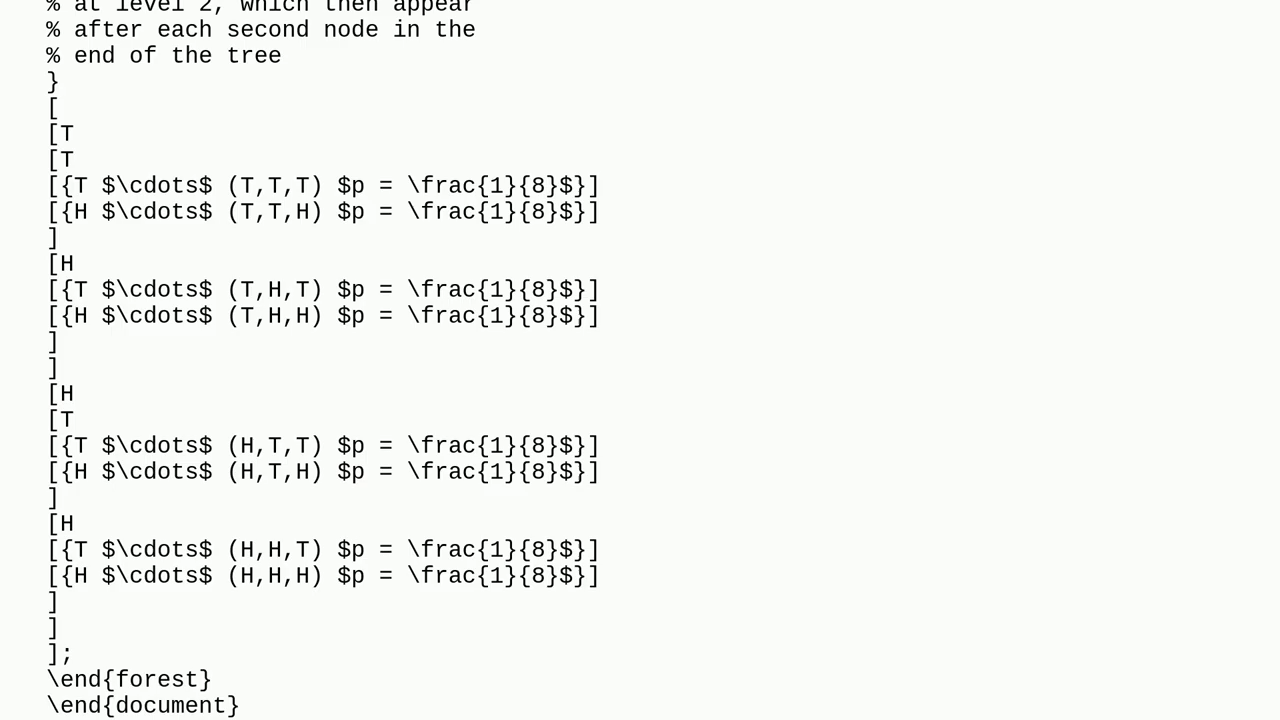 % at level 2, which then appear
% after each second node in the
% end of the tree
}
[
[T
[T
[{T $\cdots$ (T,T,T) $p = \frac{1}{8}$}]
[{H $\cdots$ (T,T,H) $p = \frac{1}{8}$}]
]
[H
[{T $\cdots$ (T,H,T) $p = \frac{1}{8}$}]
[{H $\cdots$ (T,H,H) $p = \frac{1}{8}$}]
]
]
[H
[T
[{T $\cdots$ (H,T,T) $p = \frac{1}{8}$}]
[{H $\cdots$ (H,T,H) $p = \frac{1}{8}$}]
]
[H
[{T $\cdots$ (H,H,T) $p = \frac{1}{8}$}]
[{H $\cdots$ (H,H,H) $p = \frac{1}{8}$}]
]
]
];
\end{forest}
\end{document}